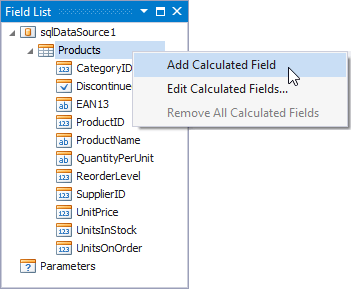 Field List
sqlDataSource1
Products
CategoryID
Add Calculated Field
Discontinue
Edit Calculated Fields...
EAN13
Remove All Calculated Fields
ProductID
ProductName
QuantityPerUnit
ReorderLevel
SupplierID
UnitPrice
UnitsInStock
UnitsOnOrder
Parameters